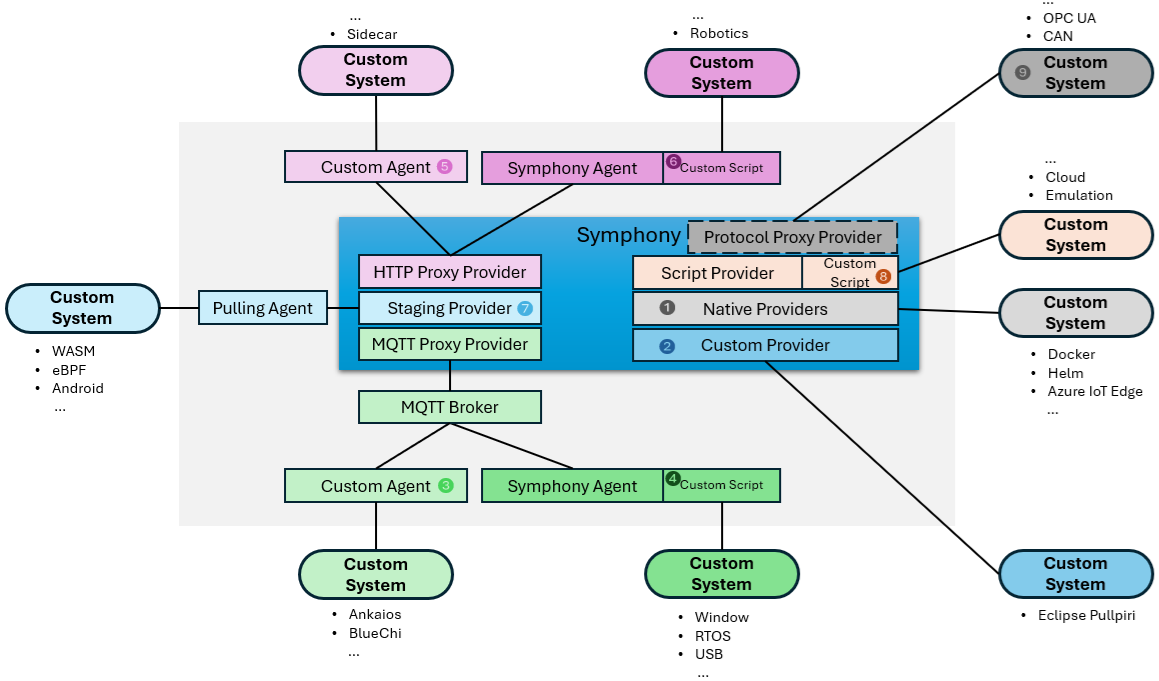 ...
• Sidecar
Custom
System
...
• Robotics
Custom
System
...
• OPC UA
• CAN
9
Custom
System
Custom Agent 5
Symphony Agent
6 Custom Script
...
• Cloud
• Emulation
Custom
System
Symphony
Protocol Proxy Provider
HTTP Proxy Provider
Script Provider
Custom
Script 8
Staging Provider 7
1 Native Providers
MQTT Proxy Provider
2 Custom Provider
Custom
System
Pulling Agent
• WASM
• eBPF
• Android
...
Custom
System
• Docker
• Helm
• Azure IoT Edge
...
MQTT Broker
Custom Agent 3
Symphony Agent
4 Custom Script
Custom
System
• Ankaios
• BlueChi
...
Custom
System
• Window
• RTOS
• USB
...
Custom
System
• Eclipse Pullpiri